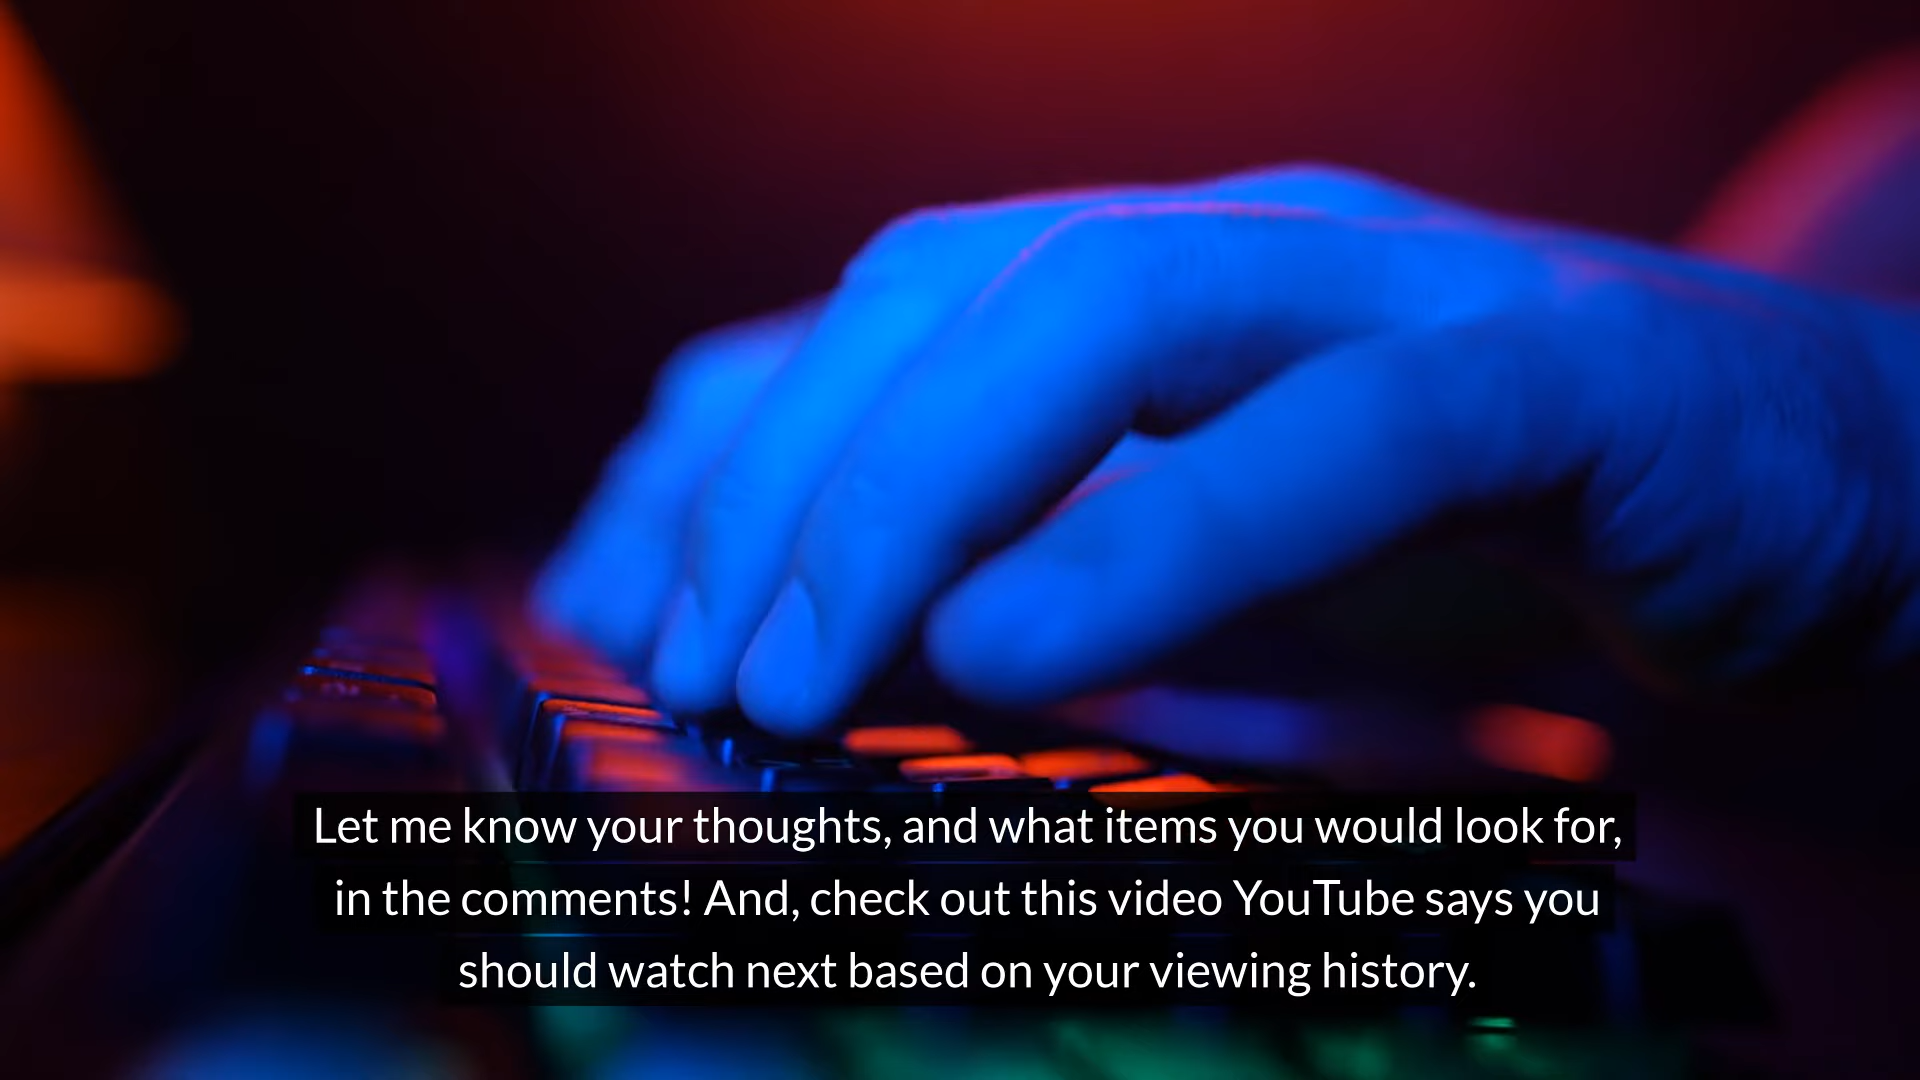 Let me know your thoughts, and what items you would look for,
in the comments! And, check out this video YouTube says you
should watch next based on your viewing history.